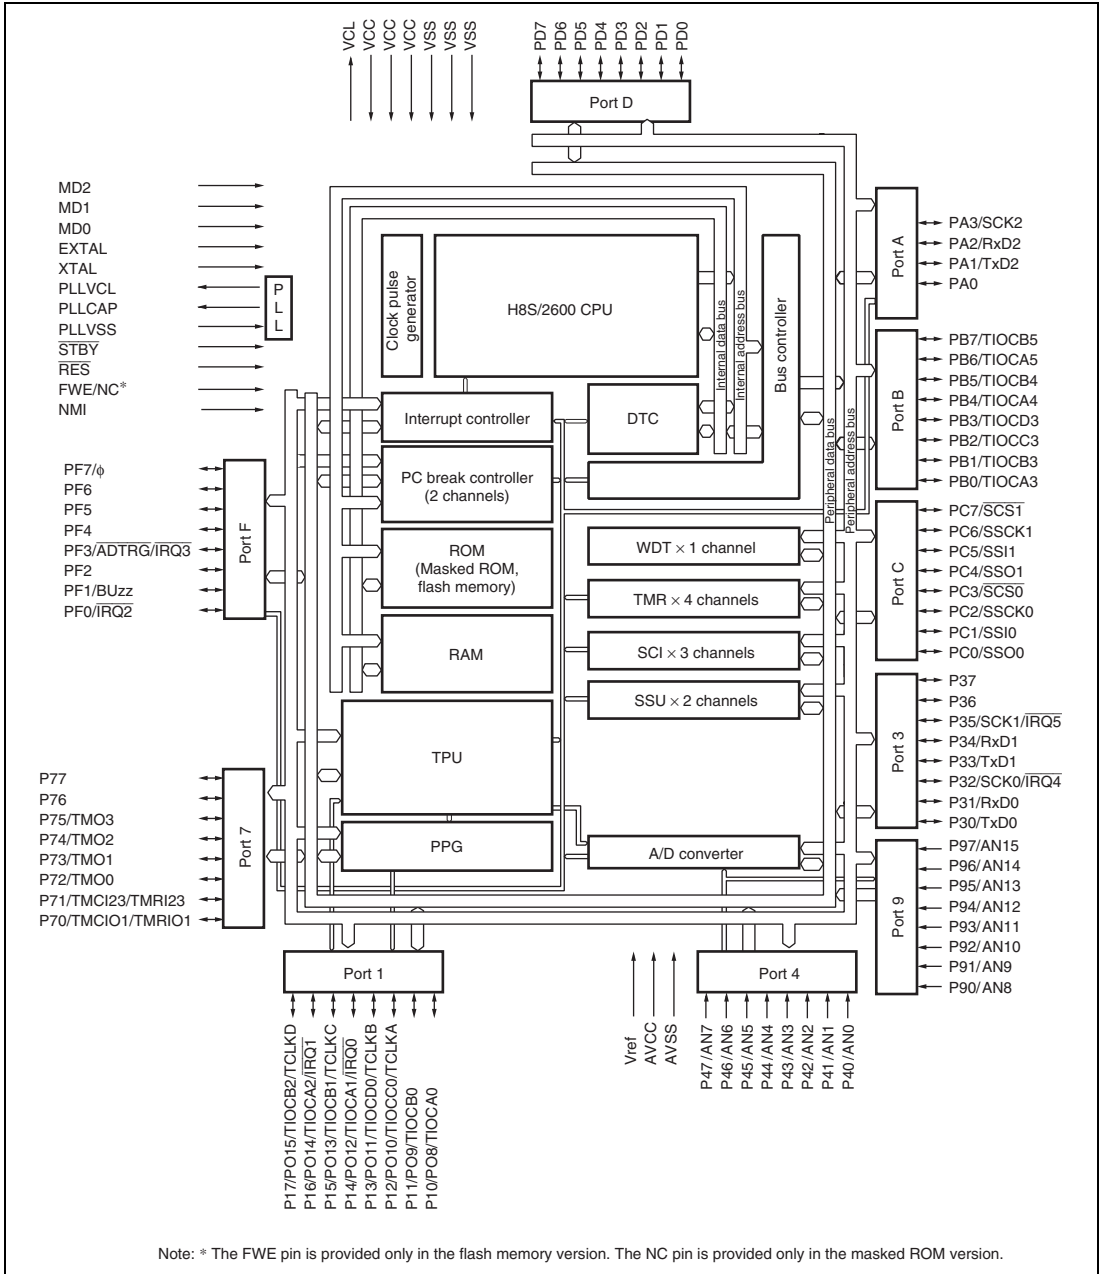 VCL
VCC
VCC
VCC
VSS
VSS
VSS
PD7
PD6
PD5
PD4
PD3
PD2
PD1
PD0
Port D
MD2
MD1
MD0
EXTAL
XTAL
PLLVCL
PLLCAP
PLLVSS
STBY
RES
FWE/NC*
NMI
PLL
Clock pulse generator
H8S/2600 CPU
Internal data bus
Internal address bus
Bus controller
Peripheral data bus
Peripheral address bus
Interrupt controller
DTC
PC break controller
(2 channels)
ROM
(Masked ROM,
flash memory)
RAM
WDT × 1 channel
TMR × 4 channels
SCI × 3 channels
SSU × 2 channels
TPU
PPG
A/D converter
Port A
PA3/SCK2
PA2/RxD2
PA1/TxD2
PA0
Port B
PB7/TIOCB5
PB6/TIOCA5
PB5/TIOCB4
PB4/TIOCA4
PB3/TIOCD3
PB2/TIOCC3
PB1/TIOCB3
PB0/TIOCA3
Port C
PC7/SCS1
PC6/SSCK1
PC5/SSI1
PC4/SSO1
PC3/SCS0
PC2/SSCK0
PC1/SSI0
PC0/SSO0
Port 3
P37
P36
P35/SCK1/IRQ5
P34/RxD1
P33/TxD1
P32/SCK0/IRQ4
P31/RxD0
P30/TxD0
Port 9
P97/AN15
P96/AN14
P95/AN13
P94/AN12
P93/AN11
P92/AN10
P91/AN9
P90/AN8
PF7/ϕ
PF6
PF5
PF4
PF3/ADTRG/IRQ3
PF2
PF1/BUzz
PF0/IRQ2
Port F
P77
P76
P75/TMO3
P74/TMO2
P73/TMO1
P72/TMO0
P71/TMCI23/TMRI23
P70/TMCIO1/TMRIO1
Port 7
Port 1
P17/PO15/TIOCB2/TCLKD
P16/PO14/TIOCA2/IRQ1
P15/PO13/TIOCB1/TCLKC
P14/PO12/TIOCA1/IRQ0
P13/PO11/TIOCD0/TCLKB
P12/PO10/TIOCC0/TCLKA
P11/PO9/TIOCB0
P10/PO8/TIOCA0
Vref
AVCC
AVSS
Port 4
P47/AN7
P46/AN6
P45/AN5
P44/AN4
P43/AN3
P42/AN2
P41/AN1
P40/AN0
Note: * The FWE pin is provided only in the flash memory version. The NC pin is provided only in the masked ROM version.